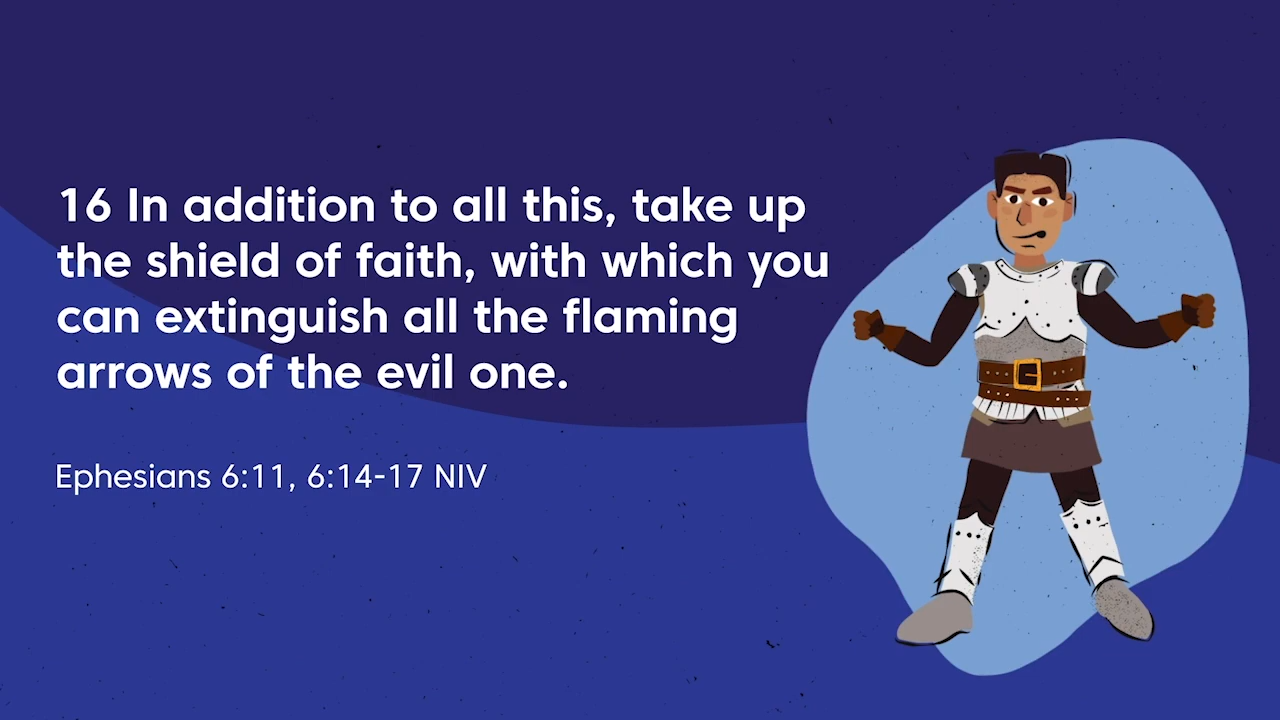 16 In addition to all this, take up
the shield of faith, with which you
can extinguish all the flaming
arrows of the evil one.
Ephesians 6:11, 6:14-17 NIV